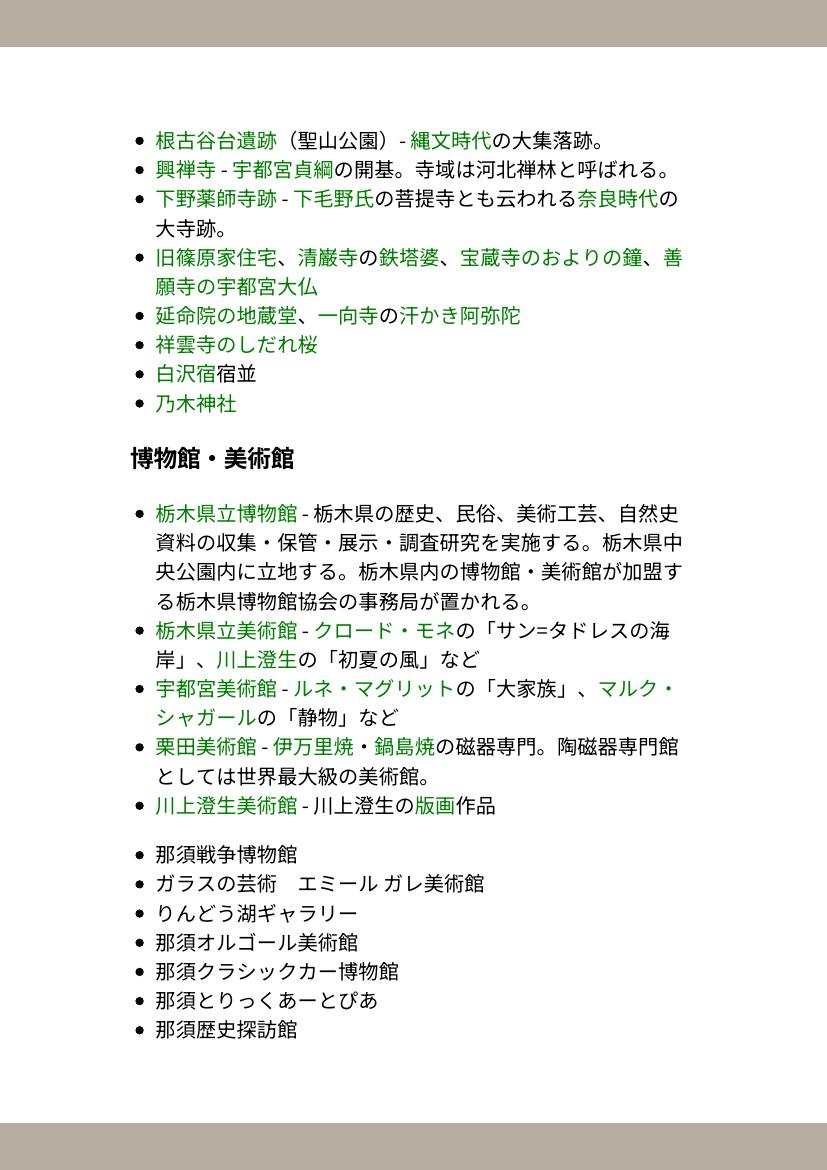 根古谷台遺跡（聖山公園）- 縄文時代の大集落跡。
興禅寺 - 宇都宮貞綱の開基。寺域は河北禅林と呼ばれる。
下野薬師寺跡 - 下毛野氏の菩提寺とも云われる奈良時代の
大寺跡。
旧篠原家住宅、清巌寺の鉄塔婆、宝蔵寺のおよりの鐘、善
願寺の宇都宮大仏
延命院の地蔵堂、一向寺の汗かき阿弥陀
祥雲寺のしだれ桜
白沢宿宿並
乃木神社
博物館・美術館
栃木県立博物館 - 栃木県の歴史、民俗、美術工芸、自然史
資料の収集・保管・展示・調査研究を実施する。栃木県中
央公園内に立地する。栃木県内の博物館・美術館が加盟す
る栃木県博物館協会の事務局が置かれる。
栃木県立美術館 - クロード・モネの「サン=タドレスの海
岸」、川上澄生の「初夏の風」など
宇都宮美術館 - ルネ・マグリットの「大家族」、マルク・
シャガールの「静物」など
栗田美術館 - 伊万里焼・鍋島焼の磁器専門。陶磁器専門館
としては世界最大級の美術館。
川上澄生美術館 - 川上澄生の版画作品
那須戦争博物館
ガラスの芸術　エミール ガレ美術館
りんどう湖ギャラリー
那須オルゴール美術館
那須クラシックカー博物館
那須とりっくあーとぴあ
那須歴史探訪館